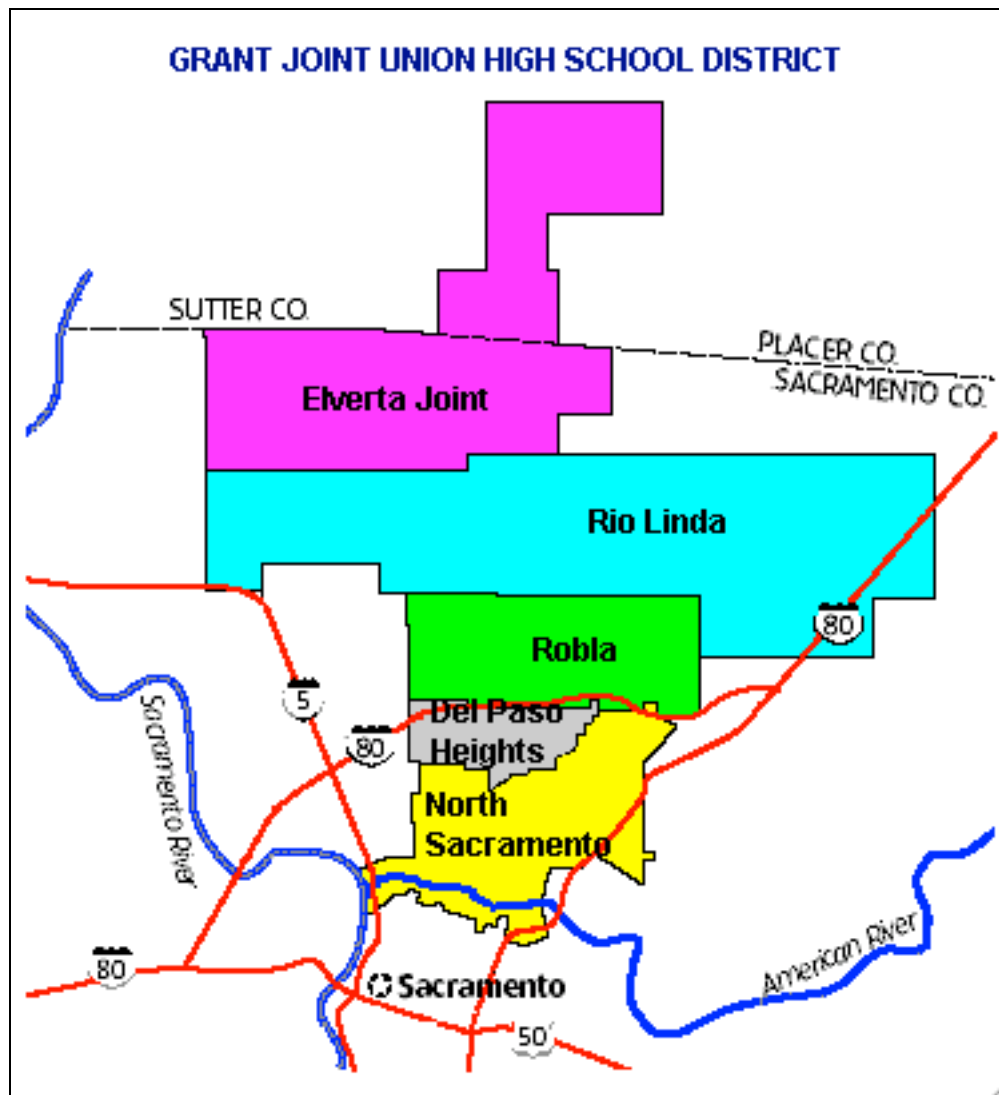 GRANT JOINT UNION HIGH SCHOOL DISTRICT
SUTTER CO.
PLACER CO.
SACRAMENTO CO.
Elverta Joint
Rio Linda
80
Robla
5
Sacramento River
80
Del Paso
Heights
North
Sacramento
American River
80
Sacramento
50